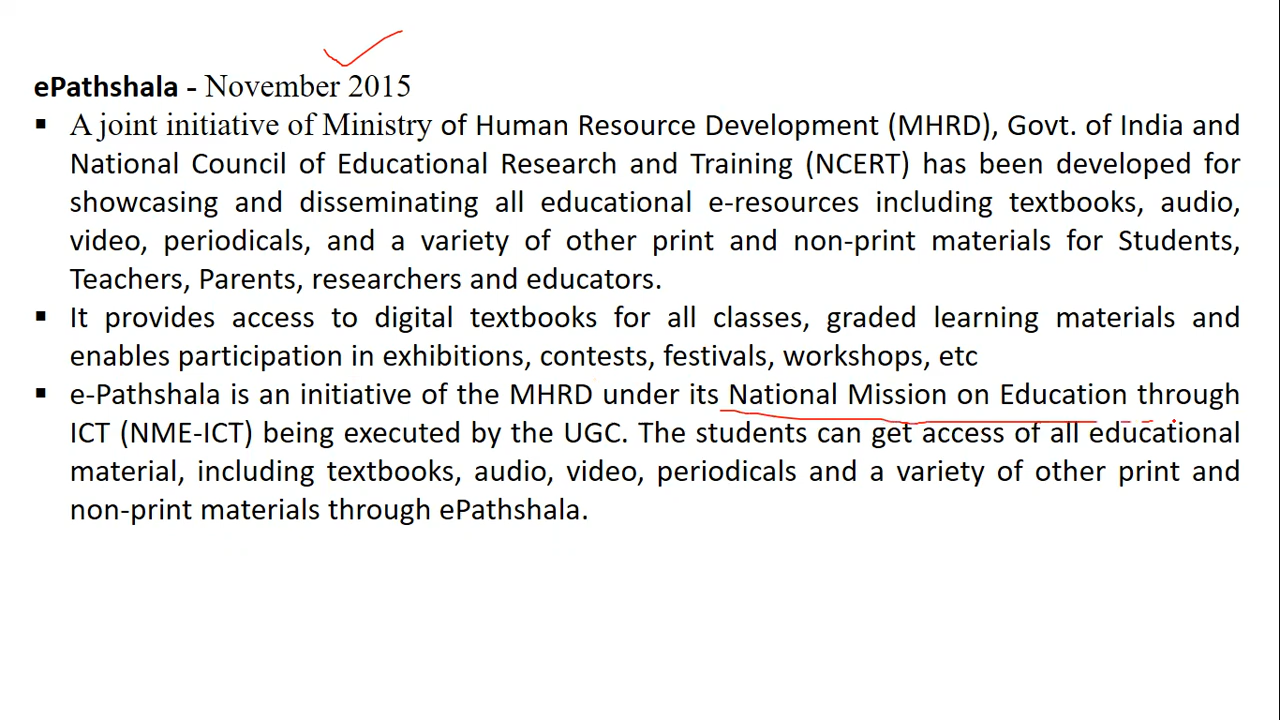 ePathshala - November 2015
▪ A joint initiative of Ministry of Human Resource Development (MHRD), Govt. of India and
National Council of Educational Research and Training (NCERT) has been developed for
showcasing and disseminating all educational e-resources including textbooks, audio,
video, periodicals, and a variety of other print and non-print materials for Students,
Teachers, Parents, researchers and educators.
▪ It provides access to digital textbooks for all classes, graded learning materials and
enables participation in exhibitions, contests, festivals, workshops, etc
▪ e-Pathshala is an initiative of the MHRD under its National Mission on Education through
ICT (NME-ICT) being executed by the UGC. The students can get access of all educational
material, including textbooks, audio, video, periodicals and a variety of other print and
non-print materials through ePathshala.